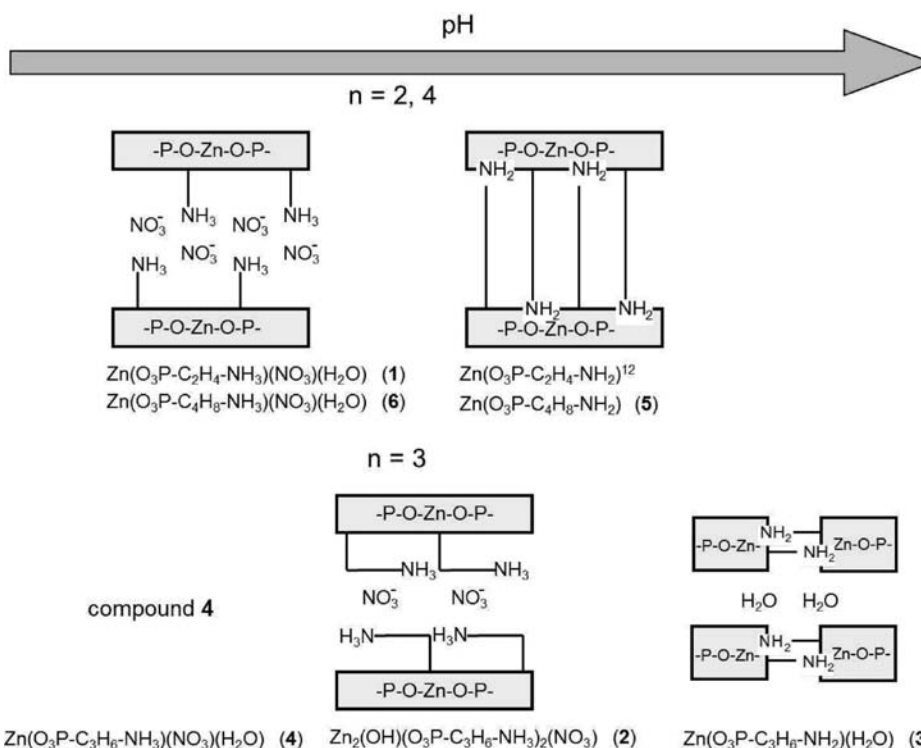 pH
n = 2, 4
-P-O-Zn-O-P- -P-O-Zn-O-P-
NH₂ NH₂
NH₃ NH₃
NO₃⁻ NO₃⁻
NO₃⁻ NO₃⁻
NH₃ NH₃
NH₂ NH₂
-P-O-Zn-O-P- -P-O-Zn-O-P-
Zn(O₃P-C₂H₄-NH₃)(NO₃)(H₂O) (1) Zn(O₃P-C₂H₄-NH₂)¹²
Zn(O₃P-C₄H₈-NH₃)(NO₃)(H₂O) (6) Zn(O₃P-C₄H₈-NH₂) (5)
n = 3
-P-O-Zn-O-P-
NH₃ NH₃
NO₃⁻ NO₃⁻
H₃N H₃N
-P-O-Zn-O-P-
-P-O-Zn- NH₂ NH₂ Zn-O-P-
H₂O H₂O
-P-O-Zn- NH₂ NH₂ Zn-O-P-
compound 4
Zn(O₃P-C₃H₆-NH₃)(NO₃)(H₂O) (4) Zn₂(OH)(O₃P-C₃H₆-NH₃)₂(NO₃) (2) Zn(O₃P-C₃H₆-NH₂)(H₂O)